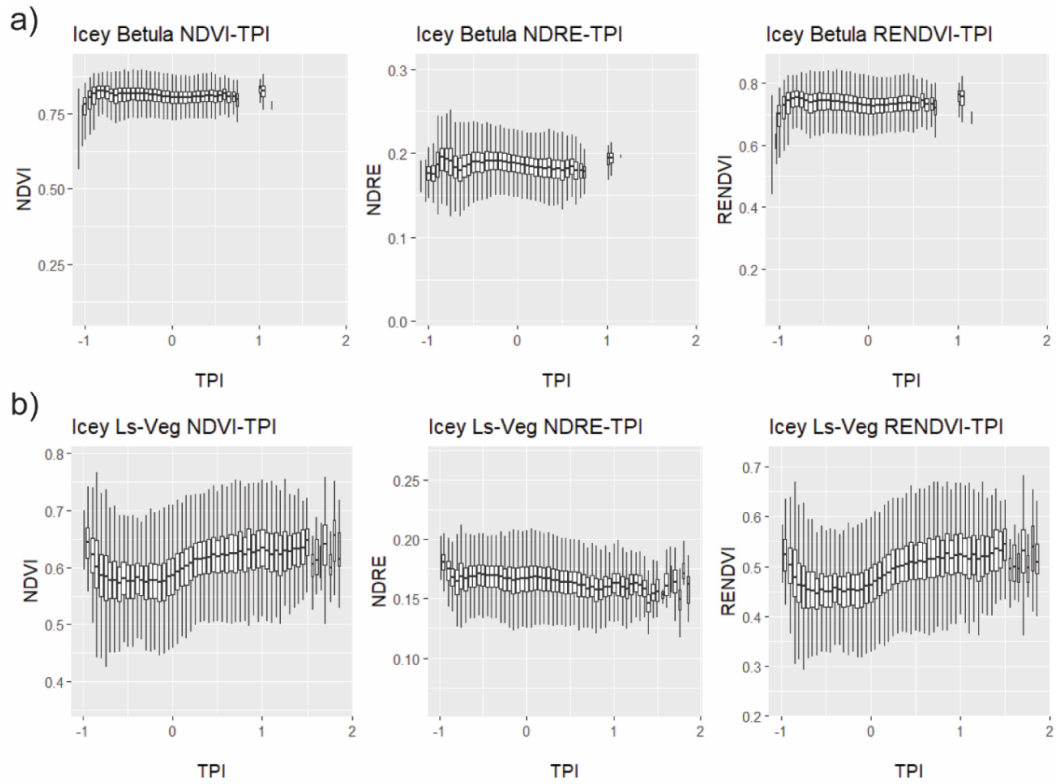 a)
Icey Betula NDVI-TPI
NDVI
0.75
0.50
0.25
-1 0 1 2
TPI
Icey Betula NDRE-TPI
NDRE
0.3
0.2
0.1
0.0
-1 0 1 2
TPI
Icey Betula RENDVI-TPI
RENDVI
0.8
0.6
0.4
0.2
-1 0 1 2
TPI
b)
Icey Ls-Veg NDVI-TPI
NDVI
0.8
0.7
0.6
0.5
0.4
-1 0 1 2
TPI
Icey Ls-Veg NDRE-TPI
NDRE
0.25
0.20
0.15
0.10
-1 0 1 2
TPI
Icey Ls-Veg RENDVI-TPI
RENDVI
0.7
0.6
0.5
0.4
0.3
0.2
-1 0 1 2
TPI